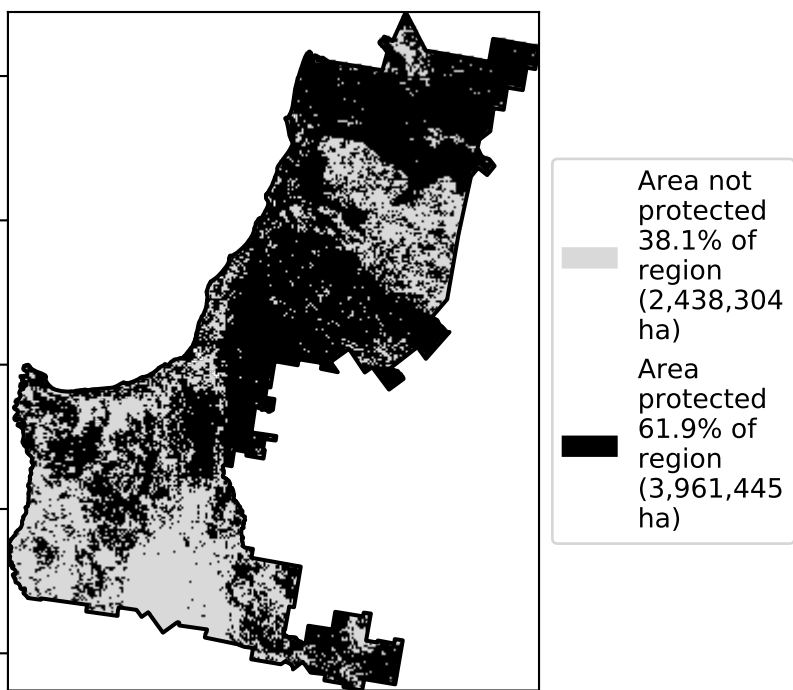 Area not
protected
38.1% of
region
(2,438,304
ha)
Area
protected
61.9% of
region
(3,961,445
ha)